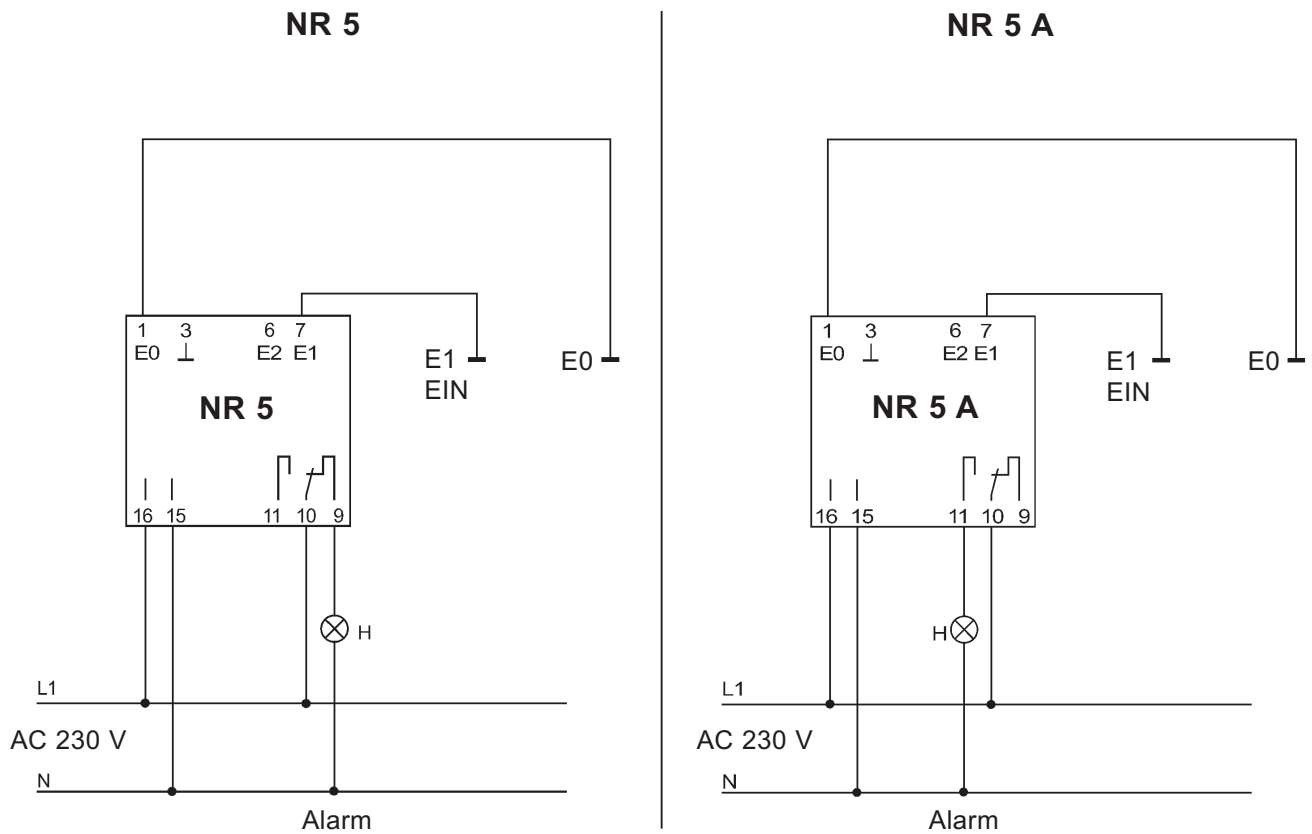 NR 5
1 3 6 7
E0 ⊥ E2 E1
E1
EIN
E0
NR 5
16 15 11 10 9
H
L1
AC 230 V
N
Alarm
NR 5 A
1 3 6 7
E0 ⊥ E2 E1
E1
EIN
E0
NR 5 A
16 15 11 10 9
H
L1
AC 230 V
N
Alarm